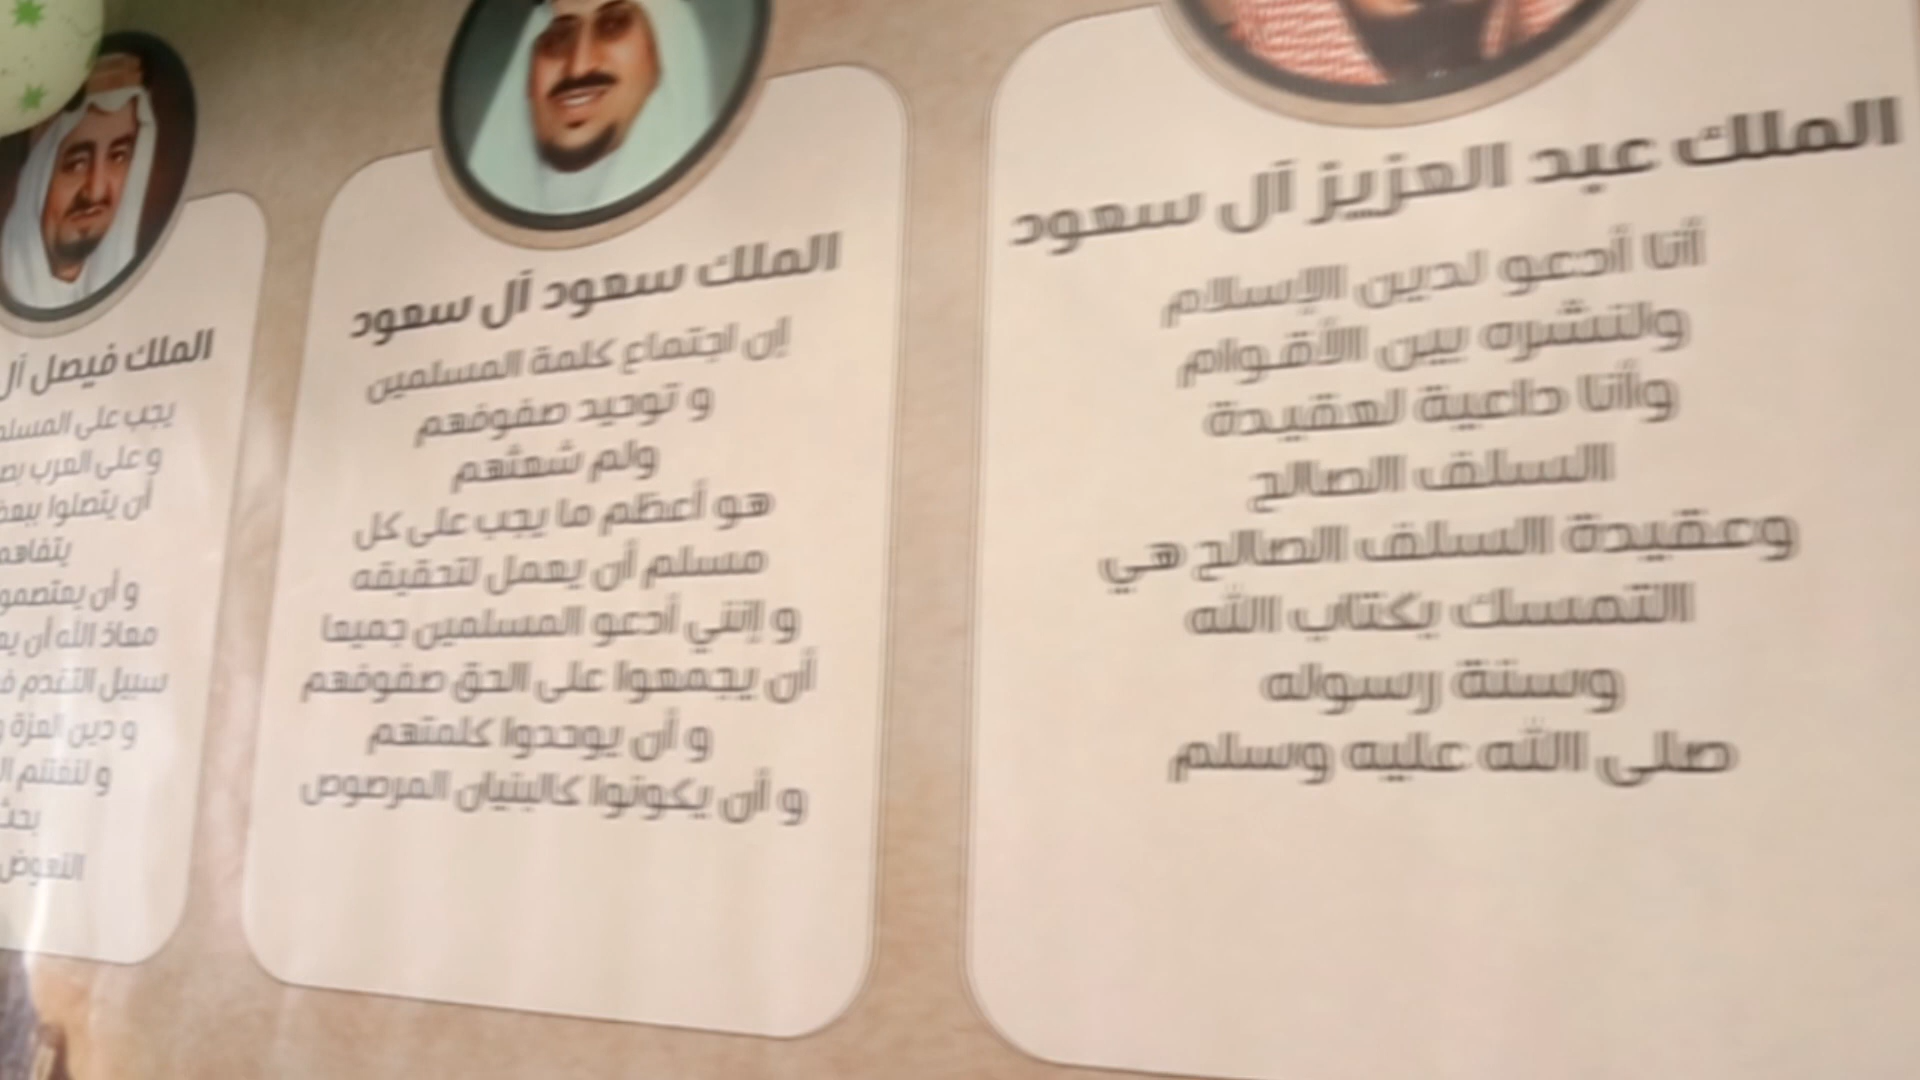 الملك عبد العزيز آل سعود
أنا أدعو لدين الإسلام
ولنشره بين الأقوام
وأنا داعية لعقيدة
السلف الصالح
وعقيدة السلف الصالح هي
التمسك بكتاب الله
وسنة رسوله
صلى الله عليه وسلم
الملك سعود آل سعود
إن اجتماع كلمة المسلمين
و توحيد صفوفهم
ولم شعثهم
هو أعظم ما يجب على كل
مسلم أن يعمل لتحقيقه
و إنني أدعو المسلمين جميعا
أن يجمعوا على الحق صفوفهم
و أن يوحدوا كلمتهم
و أن يكونوا كالبنيان المرصوص
الملك فيصل آل
يجب على
و على العرب
أن يتصلوا
و أن
معاذ الله أن
سبيل التقدم
و دين العزة
و لنغتنم